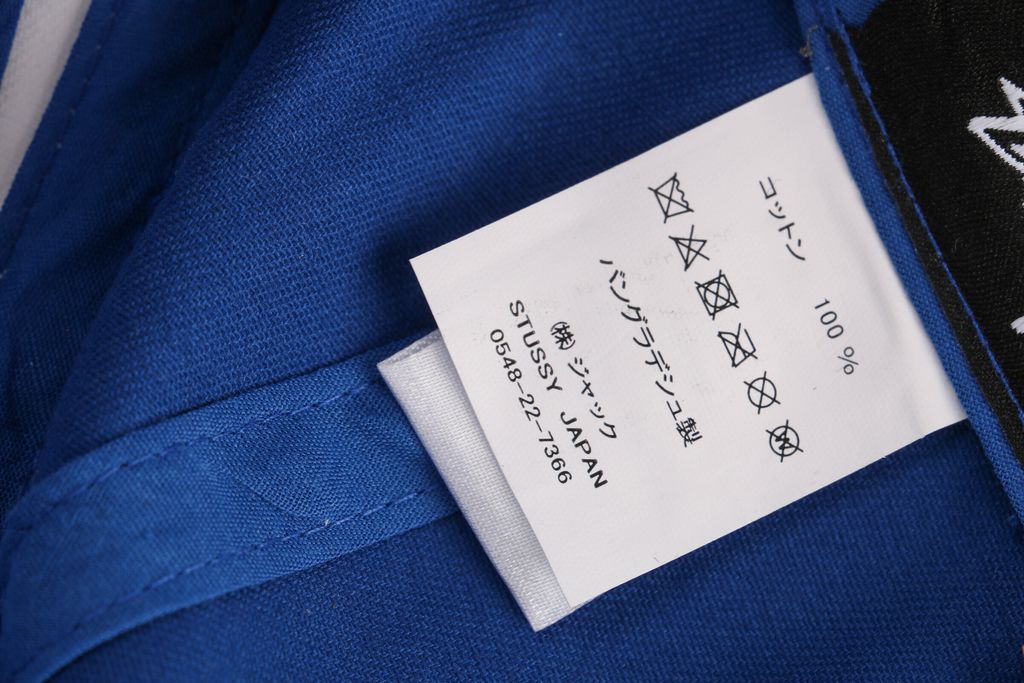 コットン 100%
バングラデシュ製
(株)ジャック
STUSSY JAPAN
0548-22-7366